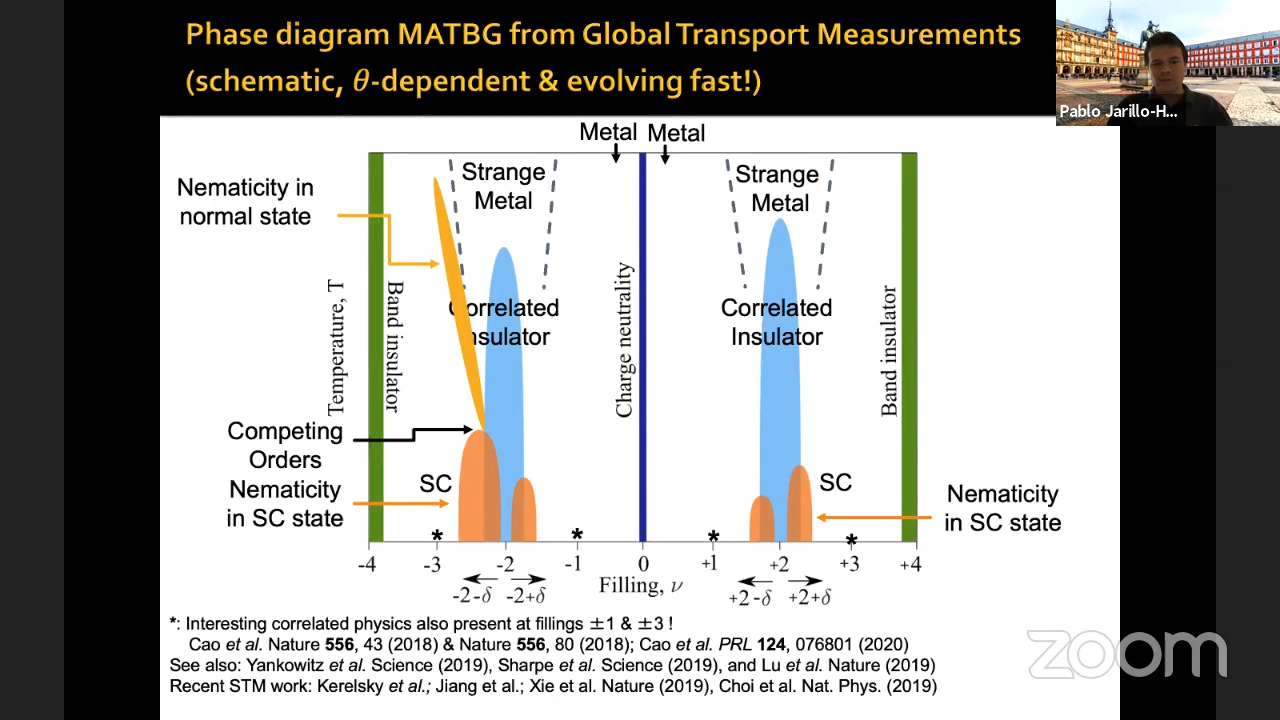 Phase diagram MATBG from Global Transport Measurements
(schematic, θ-dependent & evolving fast!)
Pablo Jarillo-H...
Metal Metal
Nematicity in
normal state
Strange
Metal
Strange
Metal
Temperature, T
Band insulator
Correlated
Insulator
Charge neutrality
Correlated
Insulator
Band insulator
Competing
Orders
Nematicity
in SC state
SC
SC
Nematicity
in SC state
* * * *
-4 -3 -2 -1 0 +1 +2 +3 +4
Filling, ν
-2-δ -2+δ
+2-δ +2+δ
*: Interesting correlated physics also present at fillings ±1 & ±3 !
Cao et al. Nature 556, 43 (2018) & Nature 556, 80 (2018); Cao et al. PRL 124, 076801 (2020)
See also: Yankowitz et al. Science (2019), Sharpe et al. Science (2019), and Lu et al. Nature (2019)
Recent STM work: Kerelsky et al.; Jiang et al.; Xie et al. Nature (2019), Choi et al. Nat. Phys. (2019)
zoom